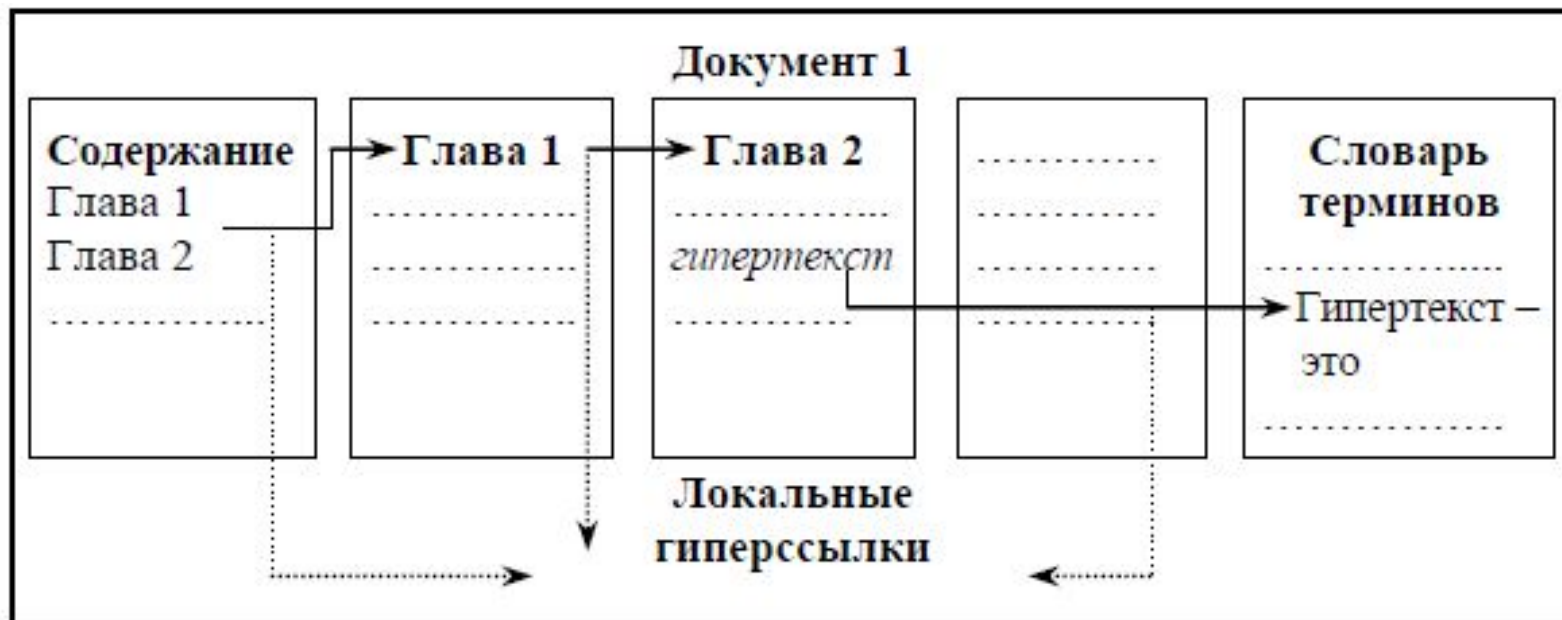 Документ 1
Содержание
Глава 1
Глава 2
Глава 1
Глава 2
гипертекст
Словарь
терминов
Гипертекст –
это
Локальные
гиперссылки